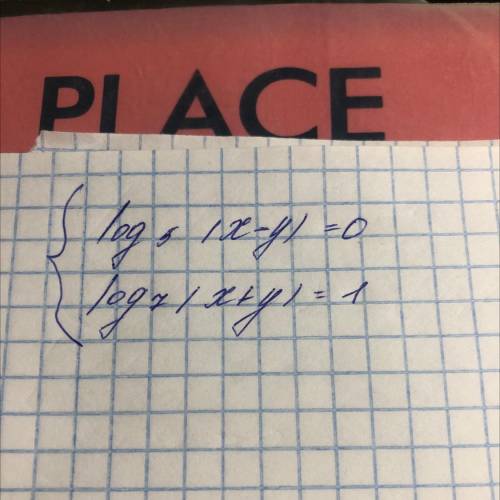 PLACE
log₅ (x-y) = 0
log₇ (x+y) = 1